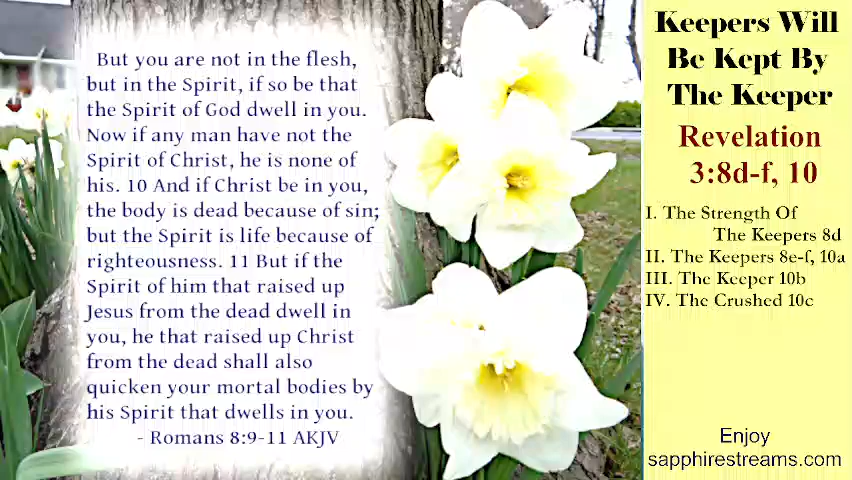 But you are not in the flesh,
but in the Spirit, if so be that
the Spirit of God dwell in you.
Now if any man have not the
Spirit of Christ, he is none of
his. 10 And if Christ be in you,
the body is dead because of sin;
but the Spirit is life because of
righteousness. 11 But if the
Spirit of him that raised up
Jesus from the dead dwell in
you, he that raised up Christ
from the dead shall also
quicken your mortal bodies by
his Spirit that dwells in you.
- Romans 8:9-11 AKJV
Keepers Will
Be Kept By
The Keeper
Revelation
3:8d-f, 10
I. The Strength Of
The Keepers 8d
II. The Keepers 8e-f, 10a
III. The Keeper 10b
IV. The Crushed 10c
Enjoy
sapphirestreams.com